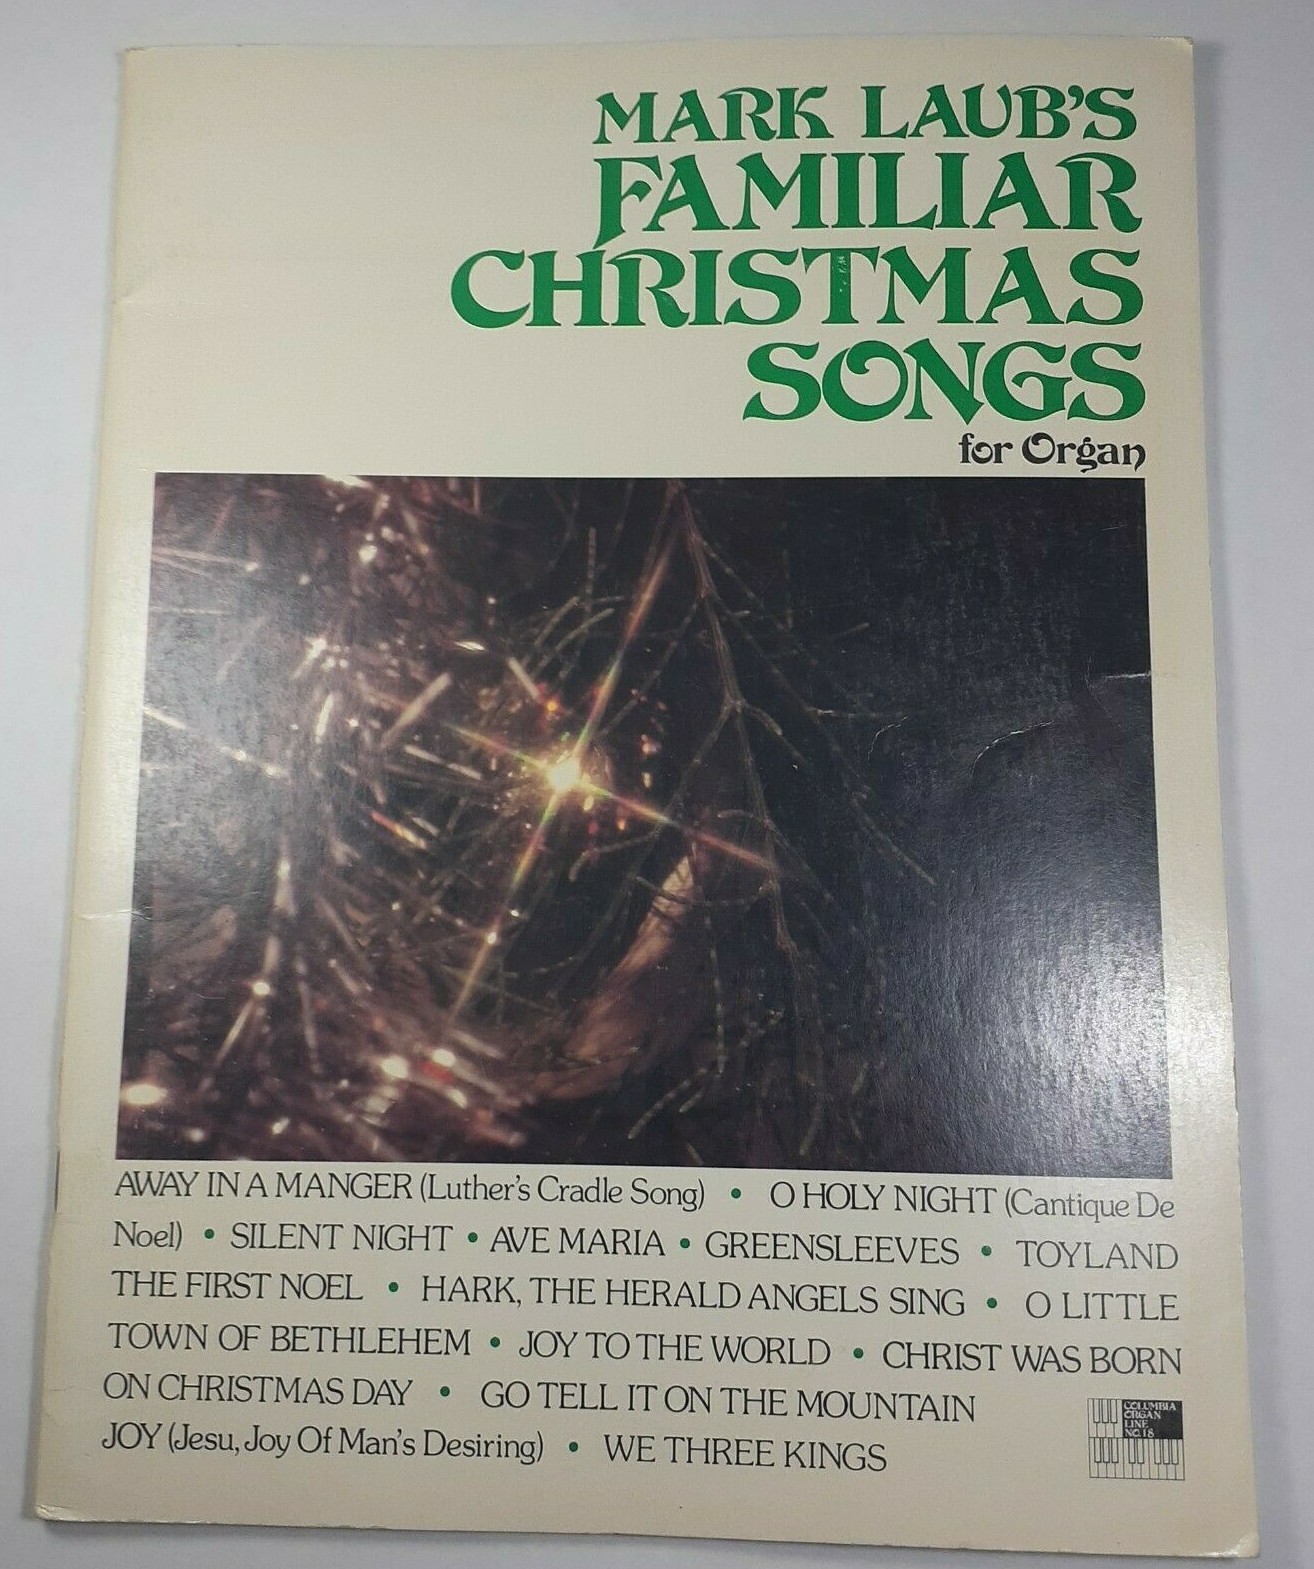 MARK LAUB'S
FAMILIAR
CHRISTMAS
SONGS
for Organ
AWAY IN A MANGER (Luther's Cradle Song) • O HOLY NIGHT (Cantique De
Noel) • SILENT NIGHT • AVE MARIA • GREENSLEEVES • TOYLAND
THE FIRST NOEL • HARK, THE HERALD ANGELS SING • O LITTLE
TOWN OF BETHLEHEM • JOY TO THE WORLD • CHRIST WAS BORN
ON CHRISTMAS DAY • GO TELL IT ON THE MOUNTAIN
JOY (Jesu, Joy Of Man's Desiring) • WE THREE KINGS
COLUMBIA
ORGAN
LINE
NO. 18